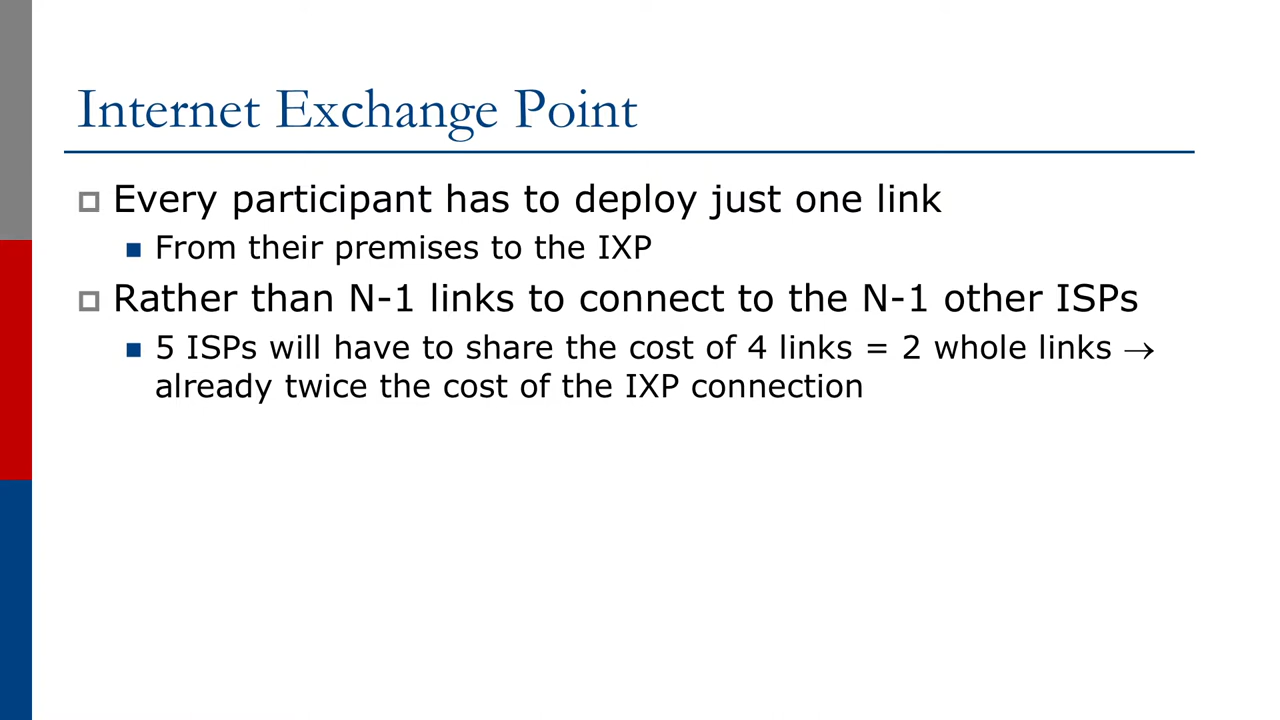 Internet Exchange Point
Every participant has to deploy just one link
From their premises to the IXP
Rather than N-1 links to connect to the N-1 other ISPs
5 ISPs will have to share the cost of 4 links = 2 whole links →
already twice the cost of the IXP connection